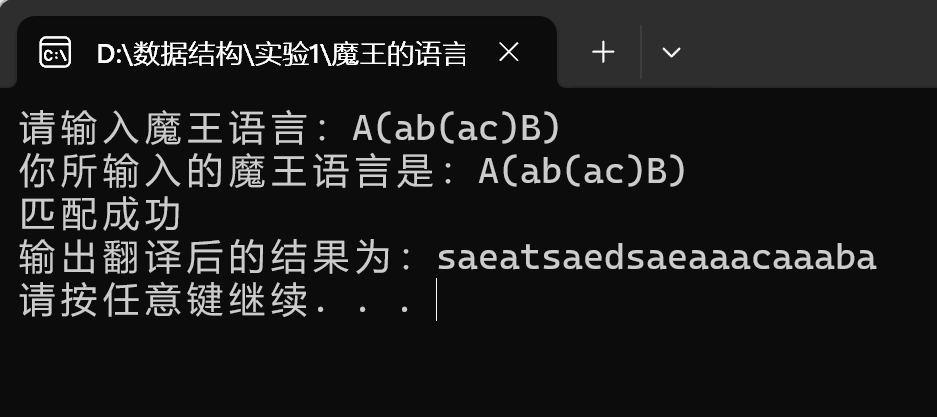 D:\数据结构\实验1\魔王的语言
请输入魔王语言：A(ab(ac)B)
你所输入的魔王语言是：A(ab(ac)B)
匹配成功
输出翻译后的结果为：saeatsaedsaeaaacaaaba
请按任意键继续. . .